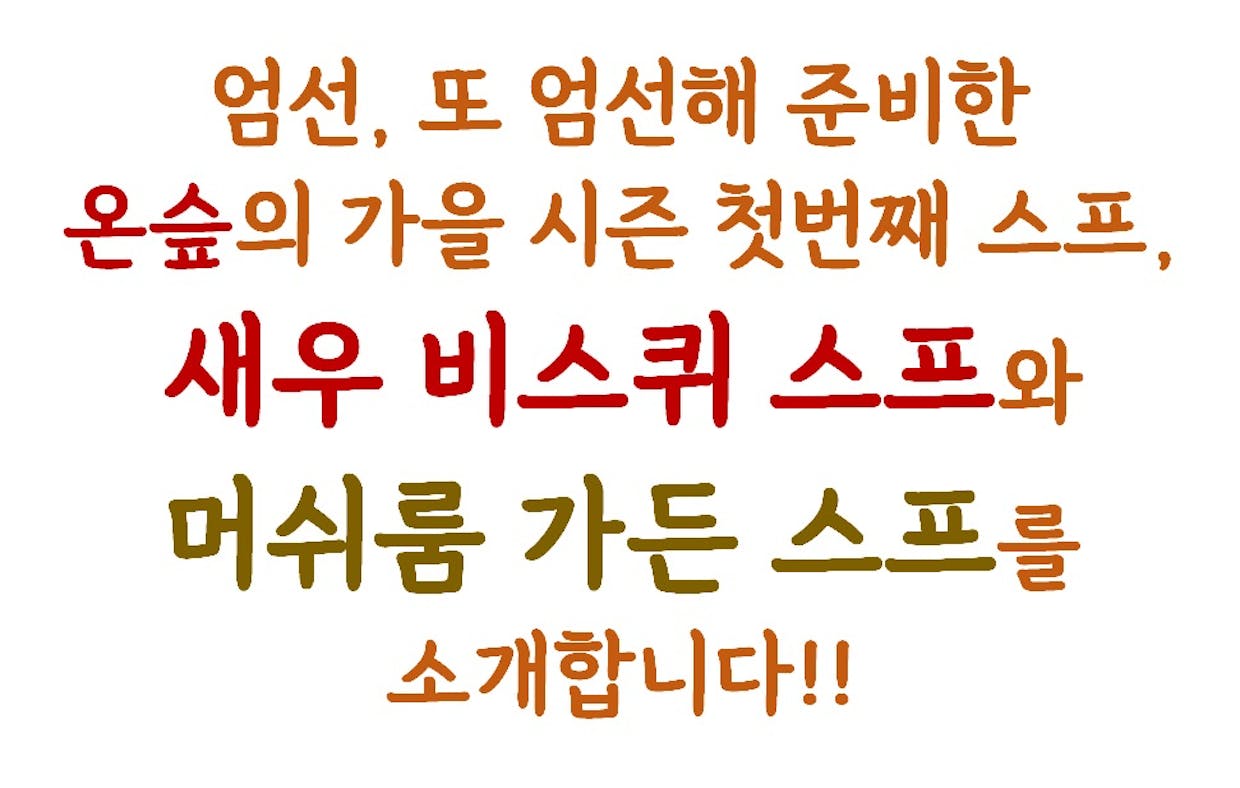 엄선, 또 엄선해 준비한
온슾의 가을 시즌 첫번째 스프,
새우 비스퀴 스프와
머쉬룸 가든 스프를
소개합니다!!